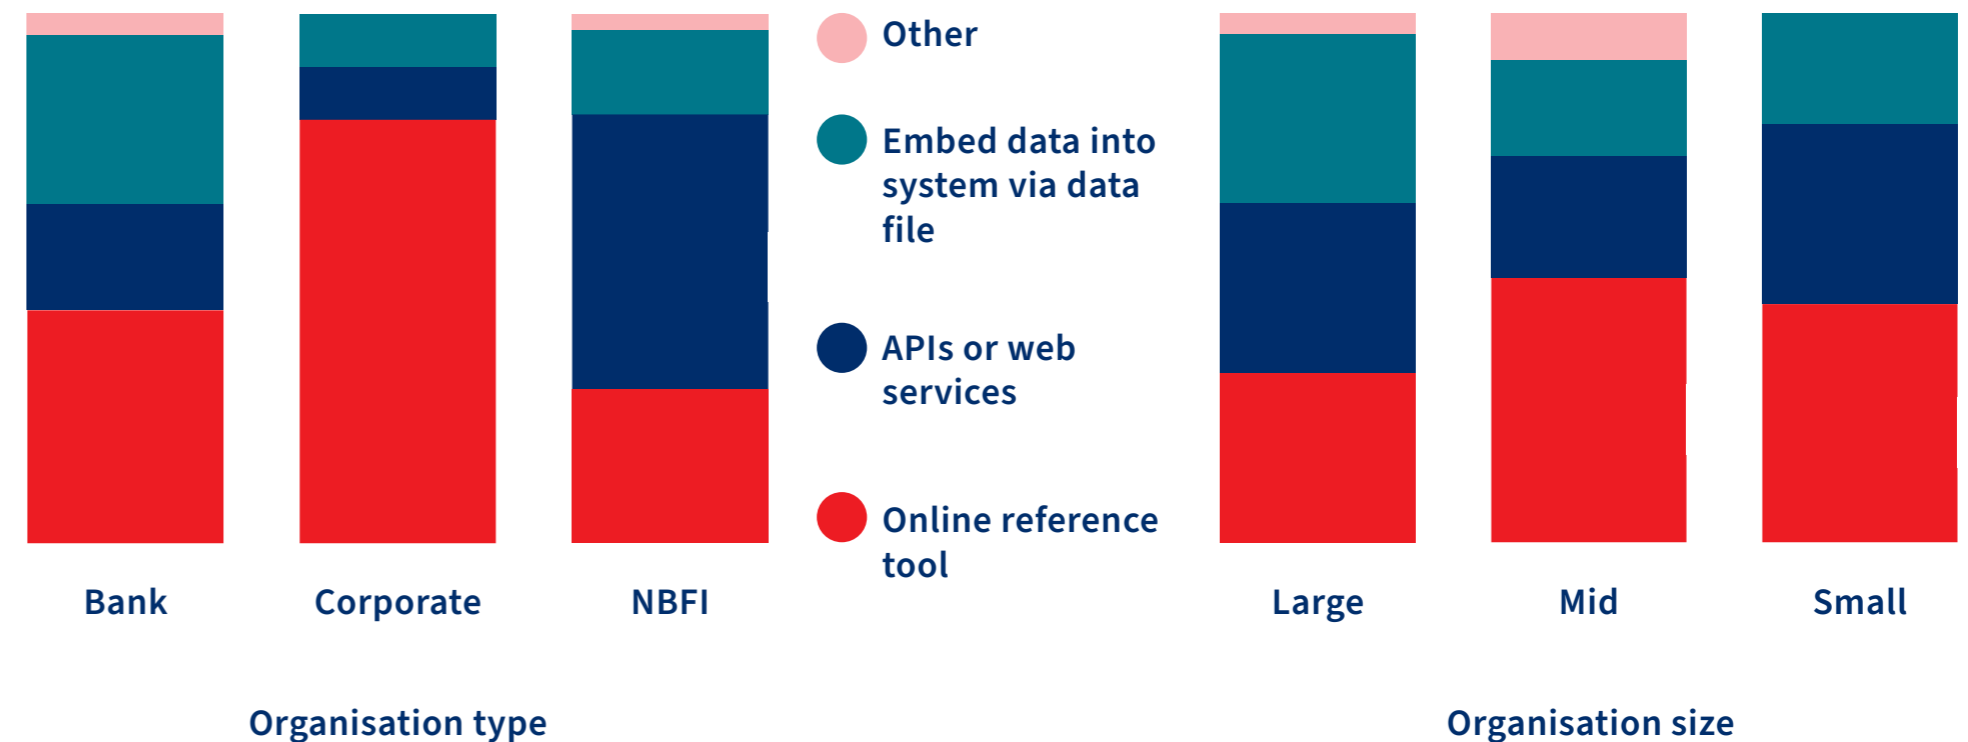 Other
Embed data into
system via data
file
APIs or web
services
Online reference
tool
Bank
Corporate
NBFI
Large
Mid
Small
Organisation type
Organisation size